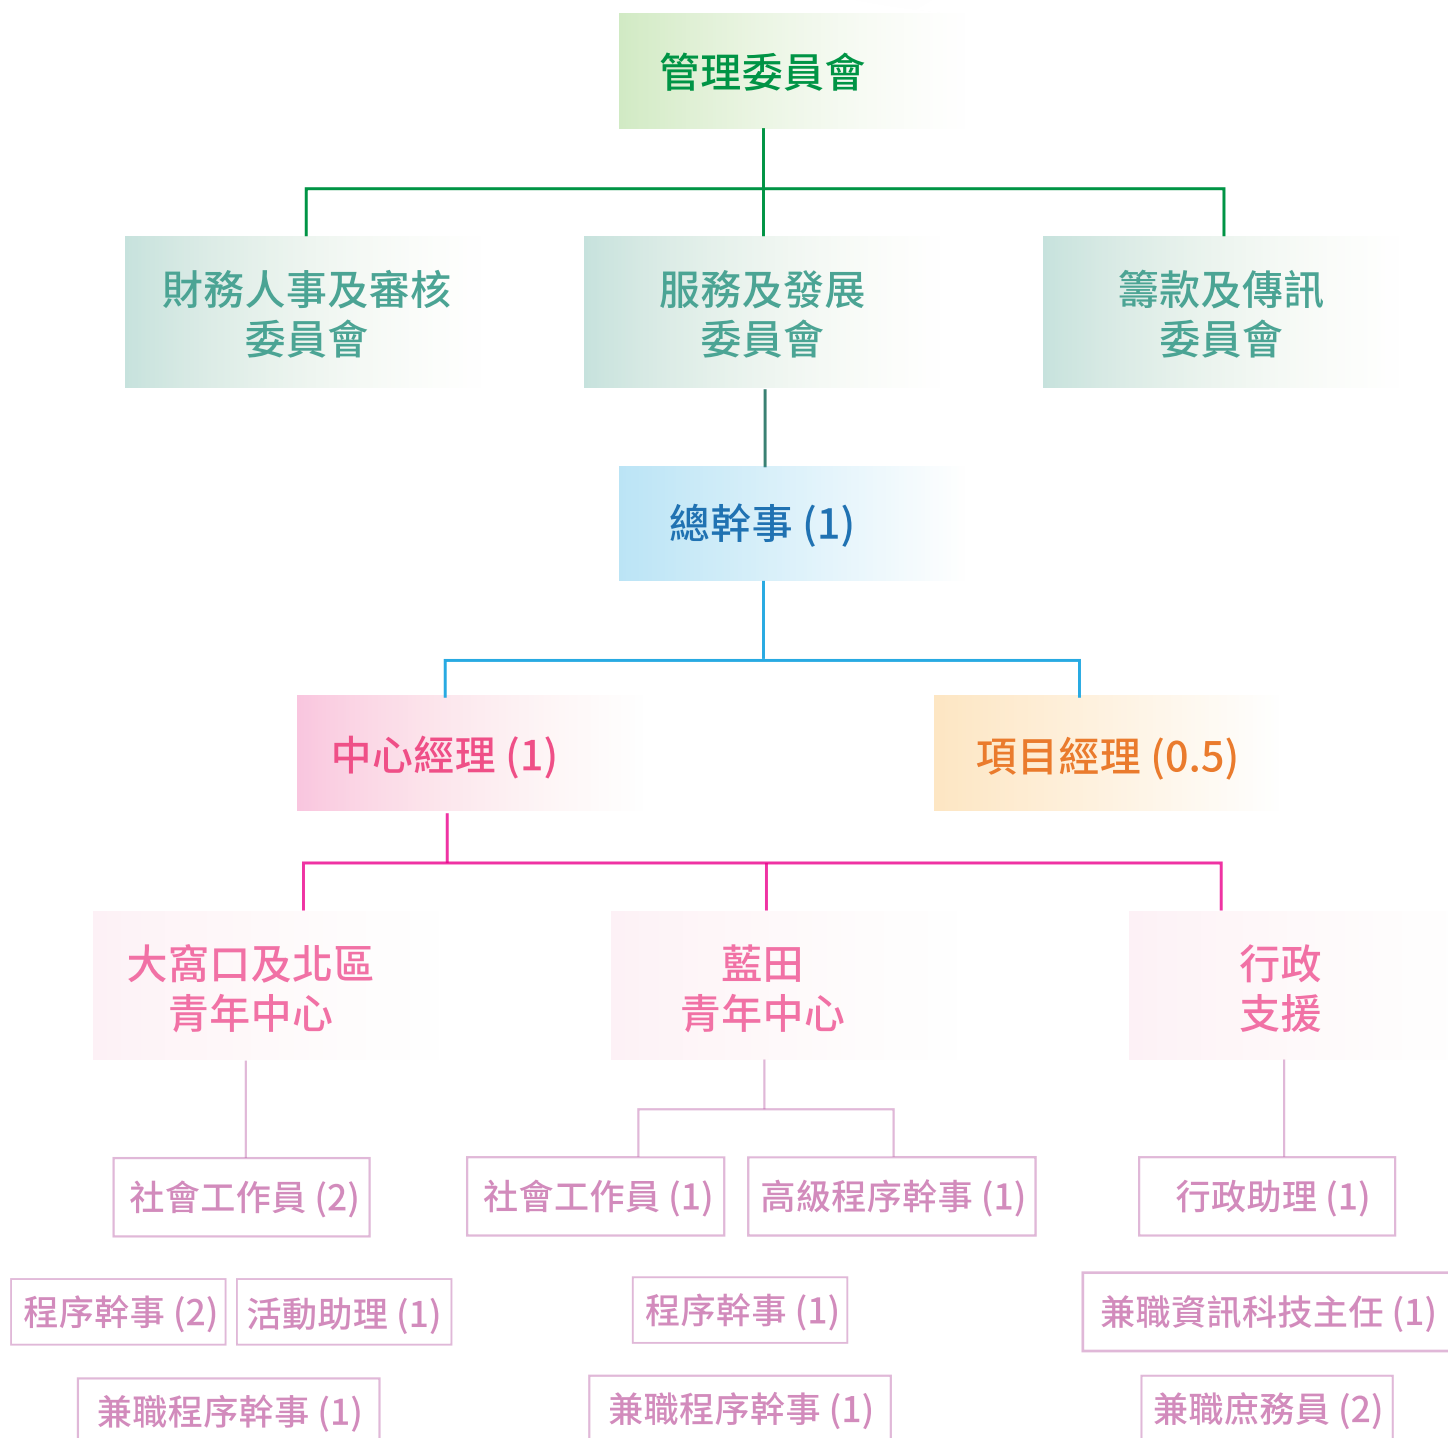 管理委員會
財務人事及審核
委員會
服務及發展
委員會
籌款及傳訊
委員會
總幹事 (1)
中心經理 (1)
項目經理 (0.5)
大窩口及北區
青年中心
藍田
青年中心
行政
支援
社會工作員 (2)
社會工作員 (1)
高級程序幹事 (1)
行政助理 (1)
程序幹事 (2)
活動助理 (1)
程序幹事 (1)
兼職資訊科技主任 (1)
兼職程序幹事 (1)
兼職程序幹事 (1)
兼職庶務員 (2)